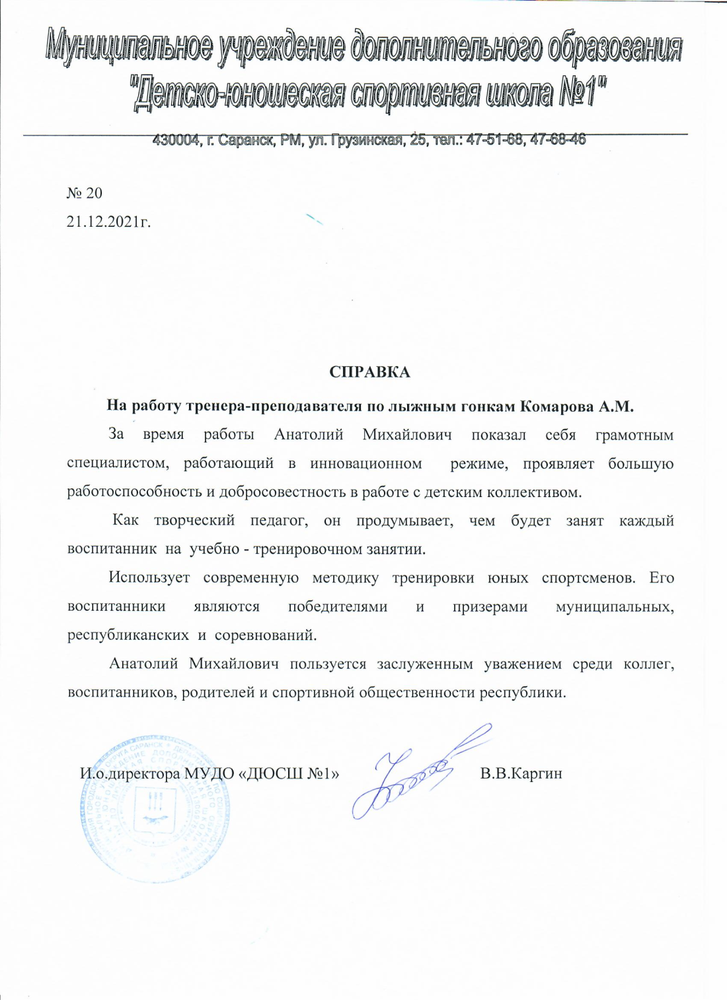 Муниципальное учреждение дополнительного образования
"Детско-юношеская спортивная школа №1"
430004, г. Саранск, РМ, ул. Грузинская, 25, тел.: 47-51-68, 47-68-46
№ 20
21.12.2021г.
СПРАВКА
На работу тренера-преподавателя по лыжным гонкам Комарова А.М.
За время работы Анатолий Михайлович показал себя грамотным
специалистом, работающий в инновационном режиме, проявляет большую
работоспособность и добросовестность в работе с детским коллективом.
Как творческий педагог, он продумывает, чем будет занят каждый
воспитанник на учебно - тренировочном занятии.
Использует современную методику тренировки юных спортсменов. Его
воспитанники являются победителями и призерами муниципальных,
республиканских и соревнований.
Анатолий Михайлович пользуется заслуженным уважением среди коллег,
воспитанников, родителей и спортивной общественности республики.
И.о.директора МУДО «ДЮСШ №1» В.В.Каргин